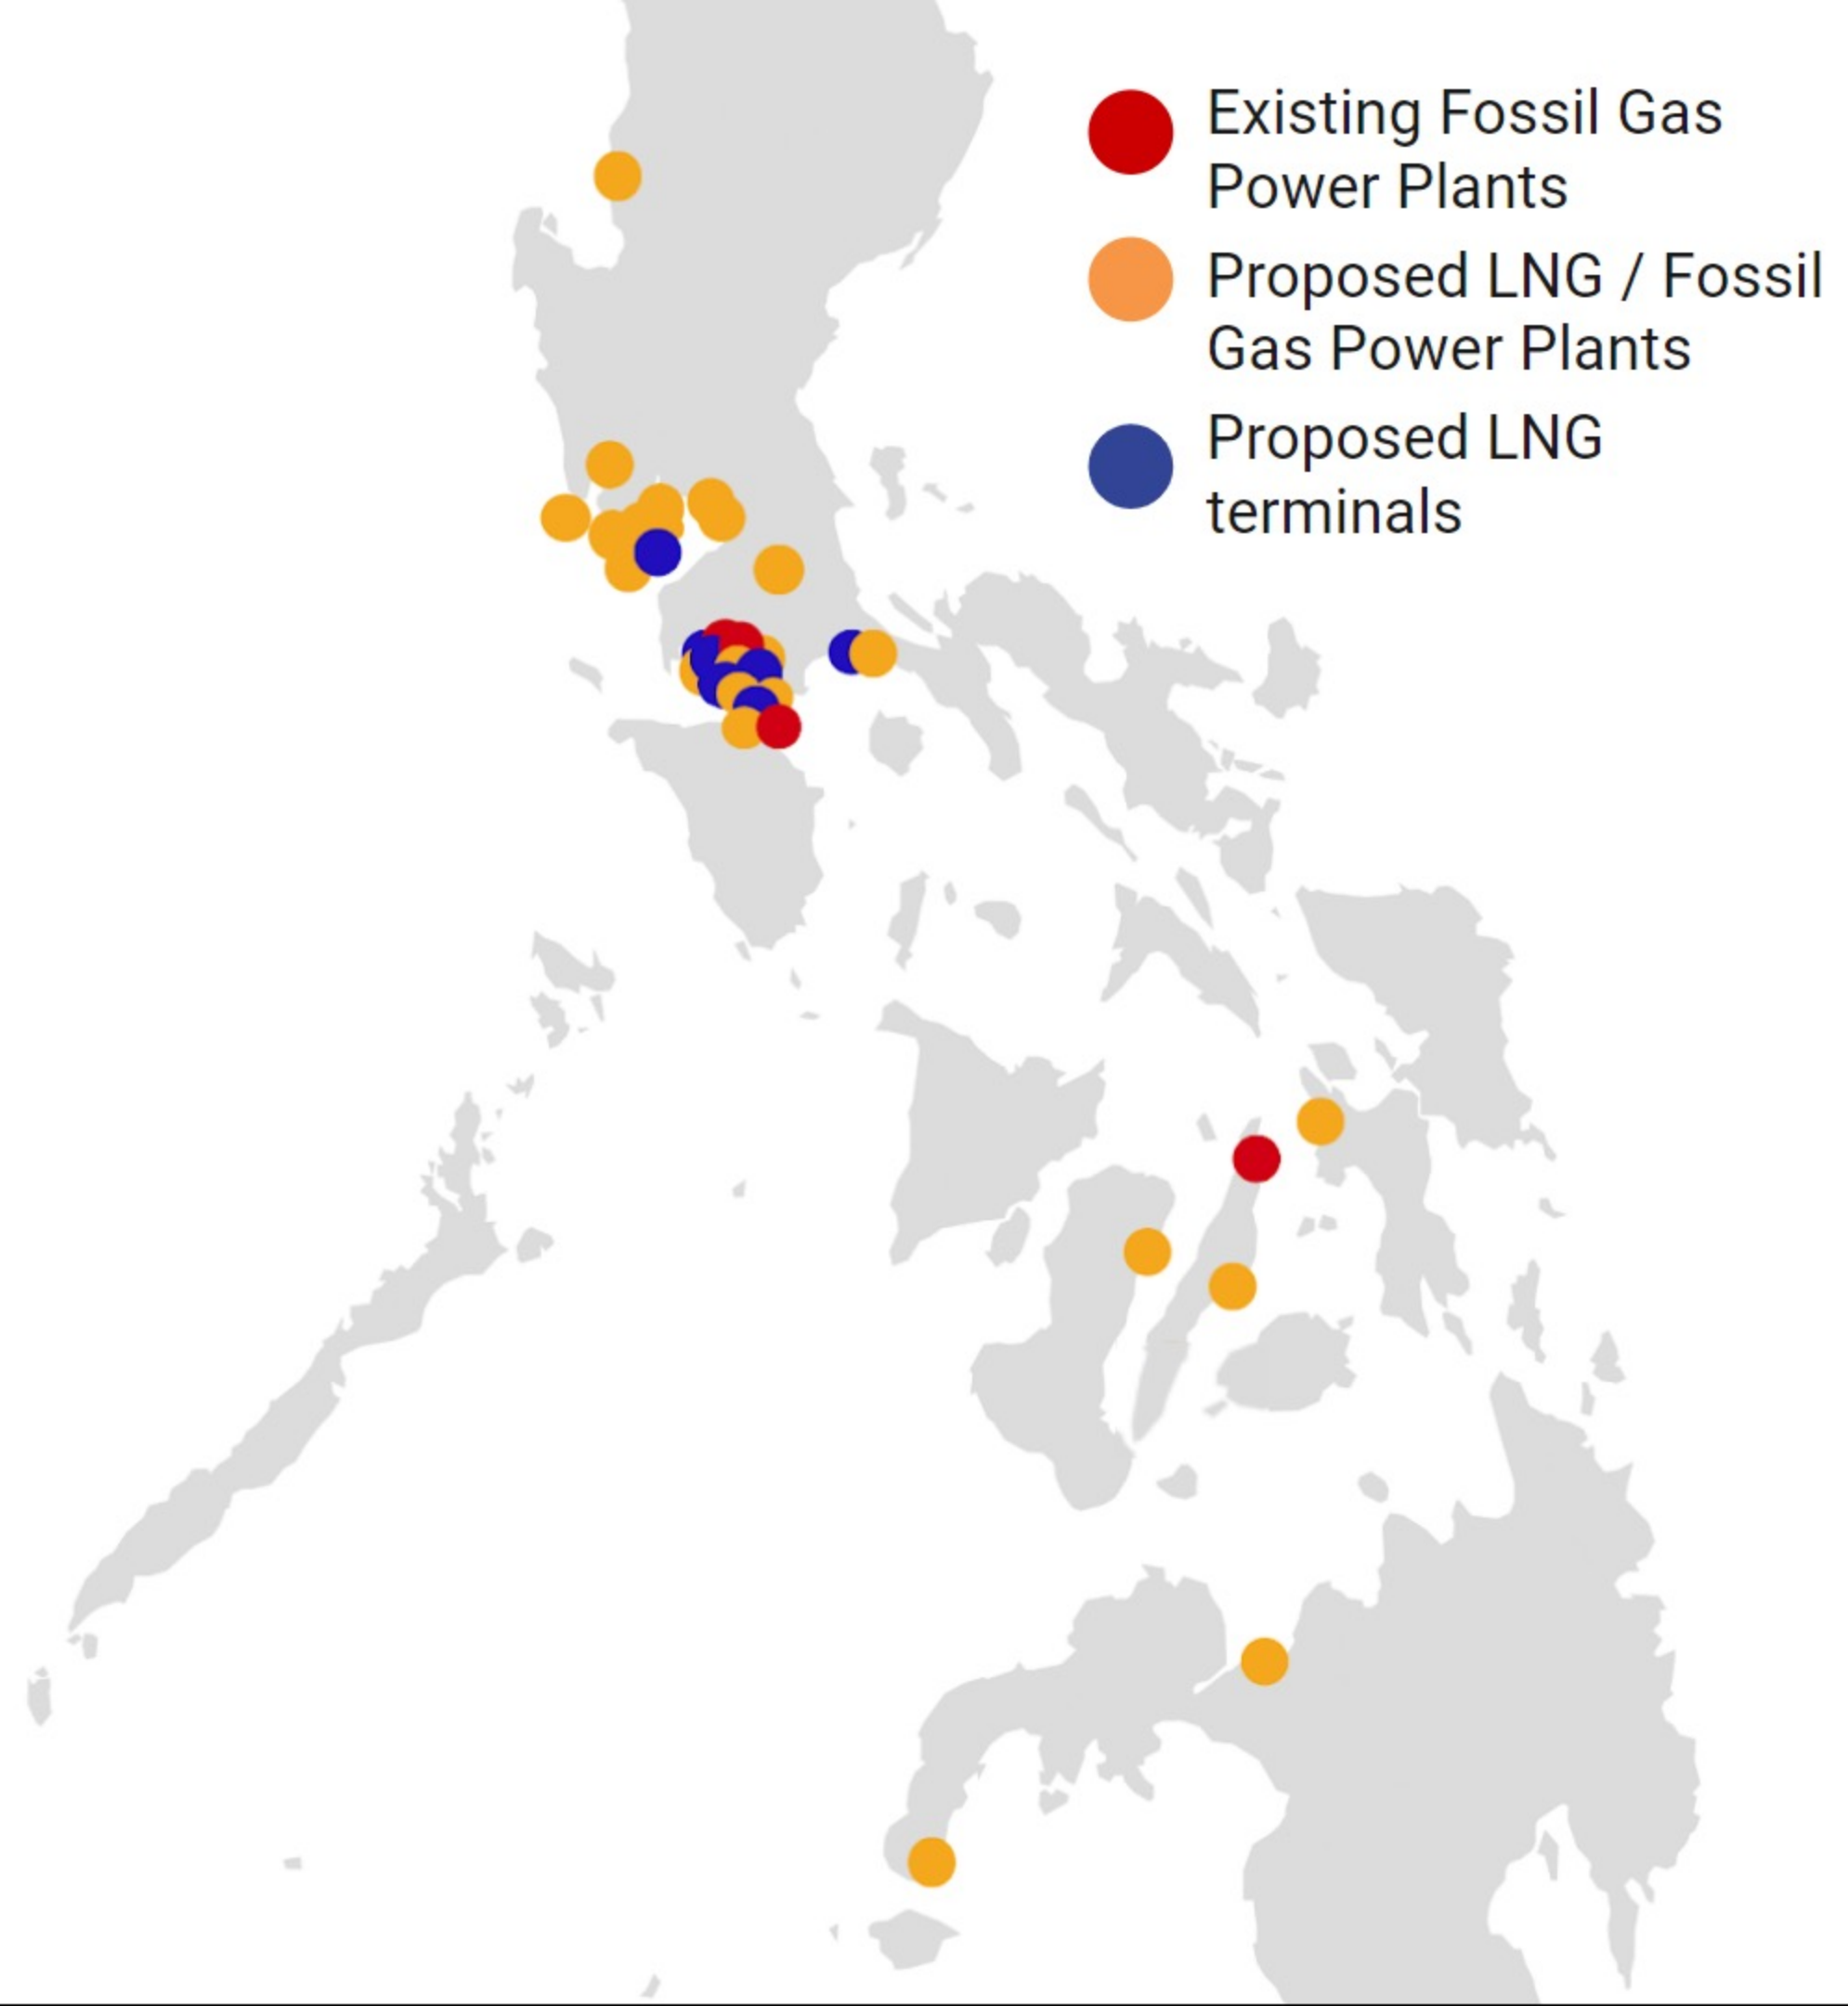 Existing Fossil Gas
Power Plants
Proposed LNG / Fossil
Gas Power Plants
Proposed LNG
terminals